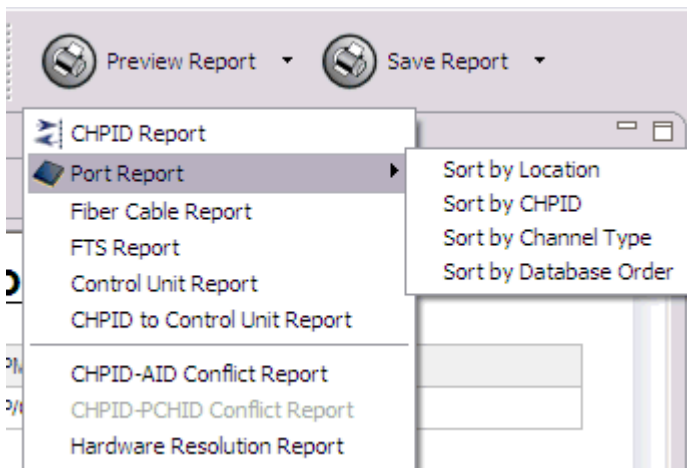 Preview Report
Save Report
CHPID Report
Port Report
Sort by Location
Sort by CHPID
Sort by Channel Type
Sort by Database Order
Fiber Cable Report
FTS Report
Control Unit Report
CHPID to Control Unit Report
CHPID-AID Conflict Report
CHPID-PCHID Conflict Report
Hardware Resolution Report